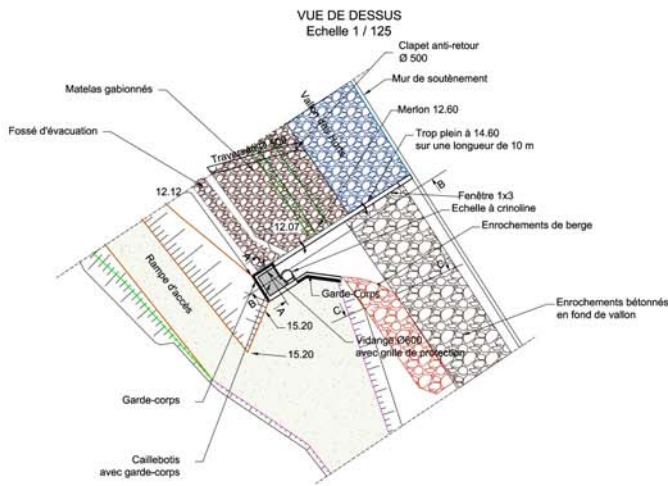 VUE DE DESSUS
Echelle 1 / 125
Clapet anti-retour
Ø 500
Mur de soutènement
Matelas gabionnés
Merlon 12.60
Fossé d'évacuation
Trop plein à 14.60
sur une longueur de 10 m
12.12
Fenêtre 1x3
Echelle à crinoline
B
12.07
Enrochements de berge
Rampe d'accès
A
C
B
A
Garde-Corps
C
Enrochements bétonnés
en fond de vallon
15.20
Vidange Ø600
avec grille de protection
15.20
Garde-corps
Caillebotis
avec garde-corps